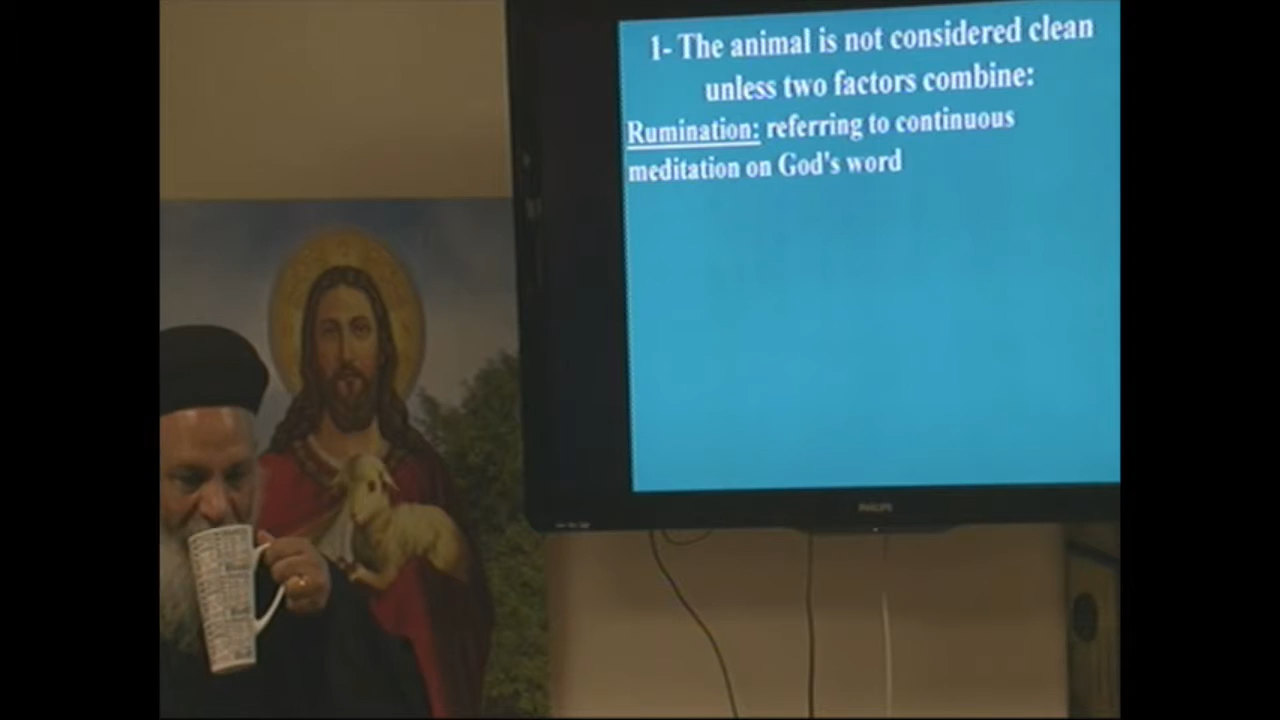 1- The animal is not considered clean
unless two factors combine:
Rumination: referring to continuous
meditation on God's word
PHILIPS